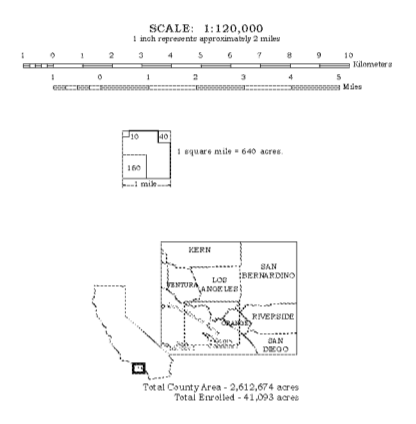 SCALE: 1:120,000
1 inch represents approximately 2 miles
1 0 1 2 3 4 5 6 7 8 9 10 Kilometers
1 0 1 2 3 4 5 Miles
10 40
1 square mile = 640 acres.
160
1 mile
KERN
SAN BERNARDINO
VENTURA
LOS ANGELES
RIVERSIDE
ORANGE
SAN DIEGO
Total County Area - 2,612,674 acres
Total Enrolled - 41,093 acres